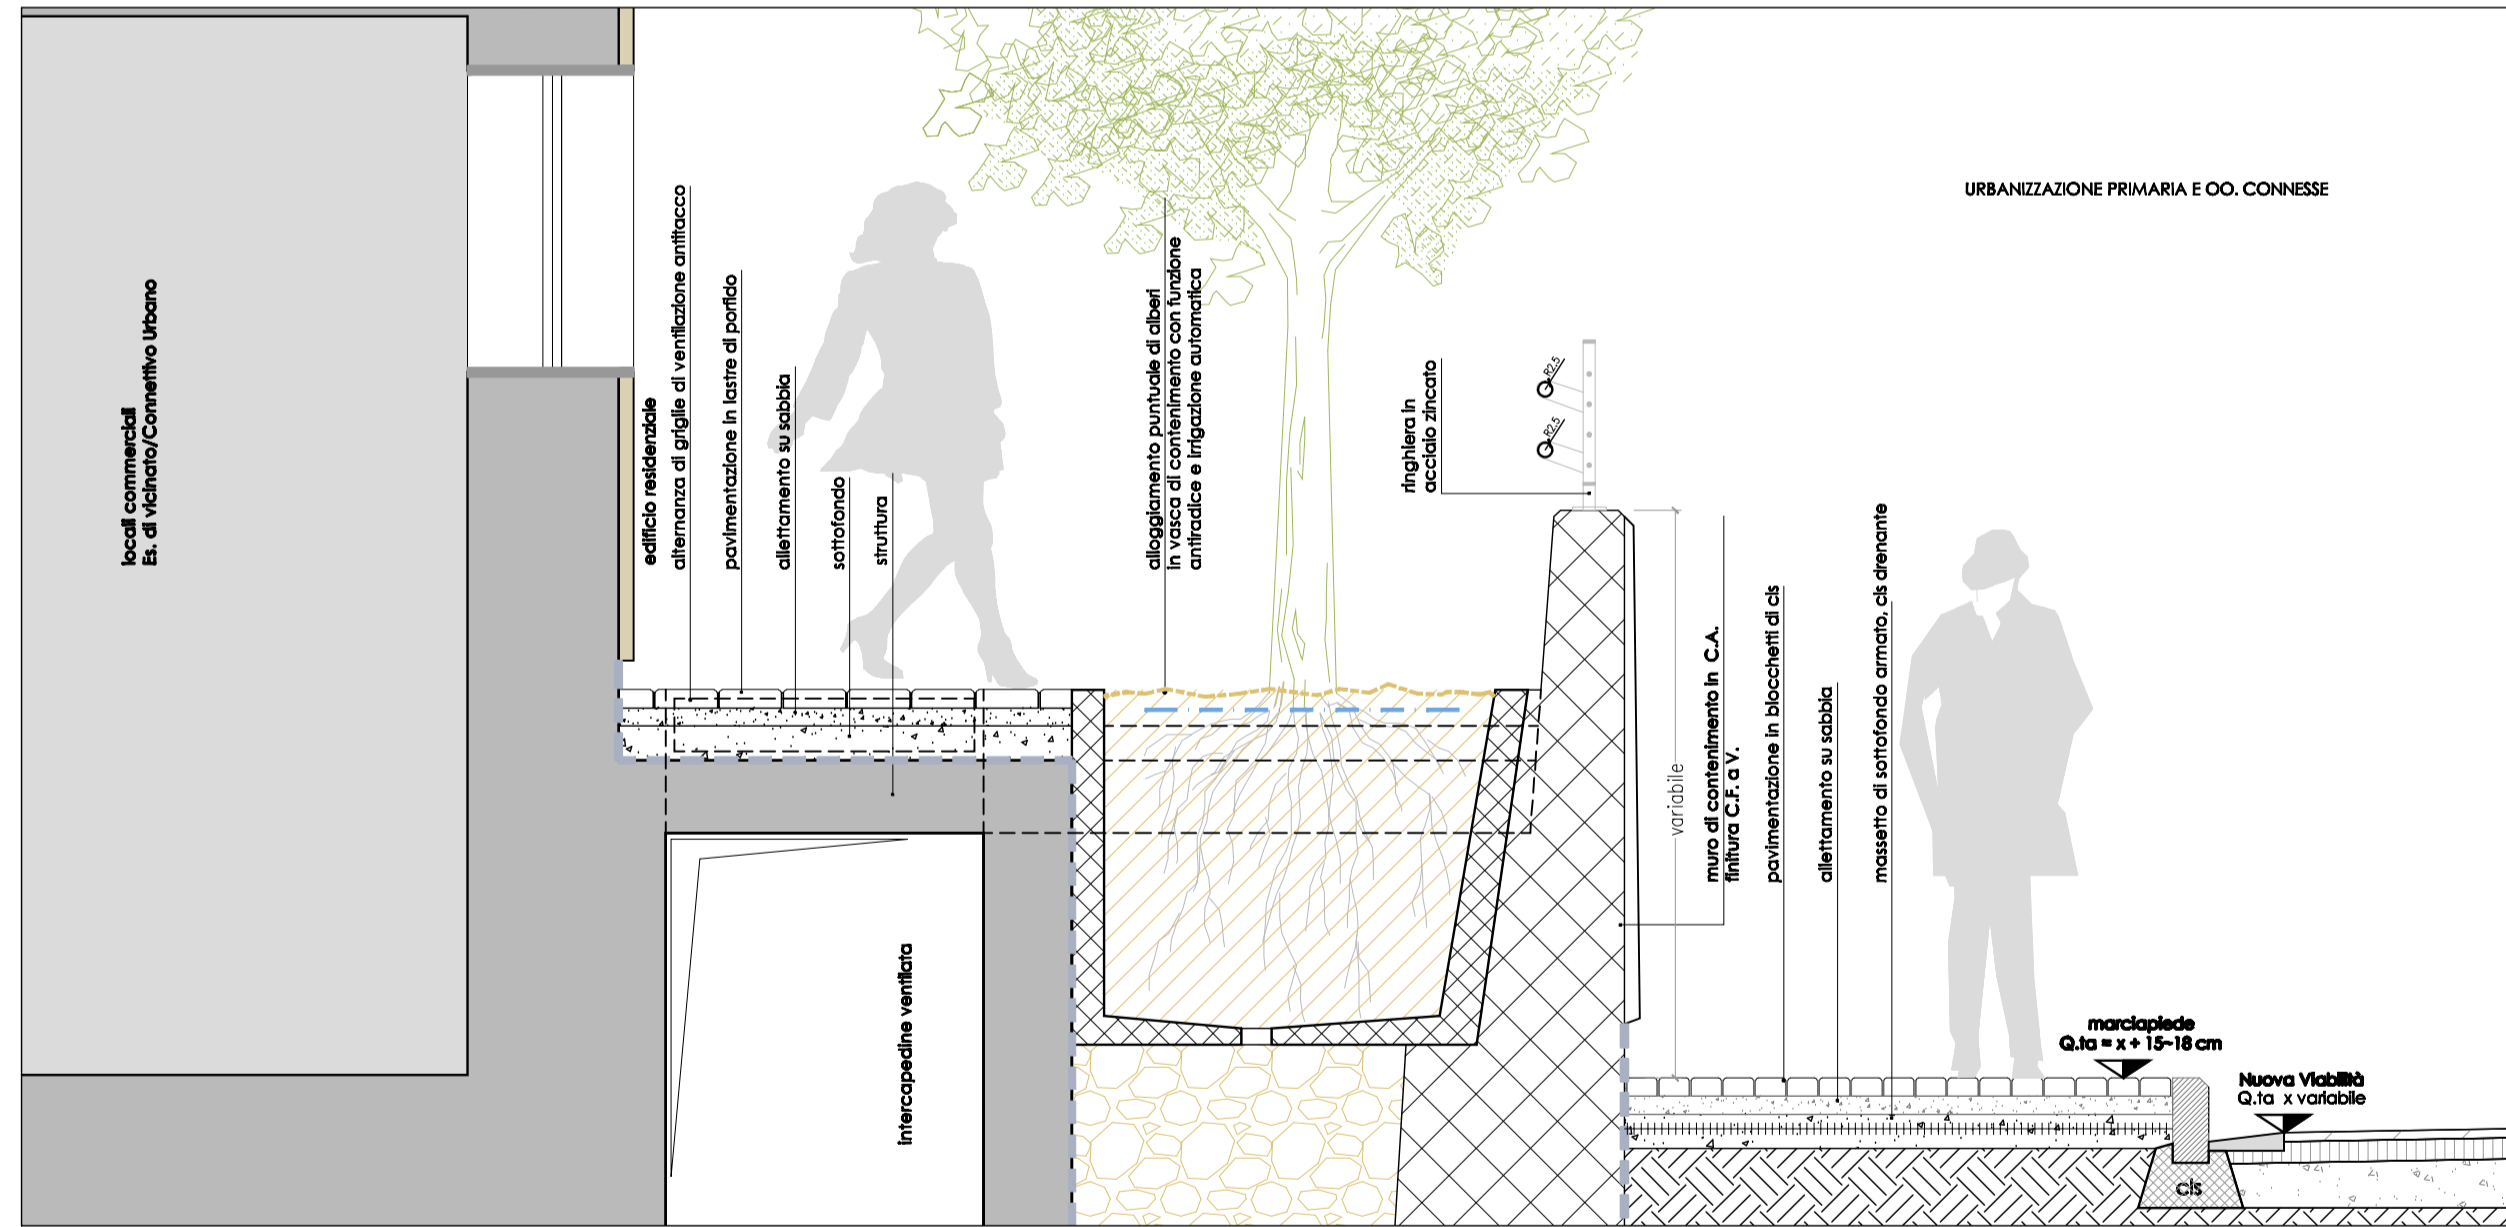 locali commerciali
Es. di vicinato/Connettivo Urbano
edificio residenziale
alternanza di griglie di ventilazione antitacco
pavimentazione in lastre di porfido
allettamento su sabbia
sottofondo
struttura
intercapedine ventilata
alloggiamento puntuale di alberi
in vasca di contenimento con funzione
antiradice e irrigazione automatica
ringhiera in
acciaio zincato
R2.5
R2.5
variabile
muro di contenimento in C.A.
finitura C.F. a V.
pavimentazione in blocchetti di cls
allettamento su sabbia
massetto di sottofondo armato, cls drenante
URBANIZZAZIONE PRIMARIA E OO. CONNESSE
marciapiede
Q.ta = x + 15~18 cm
Nuova Viabilità
Q.ta x variabile
cls